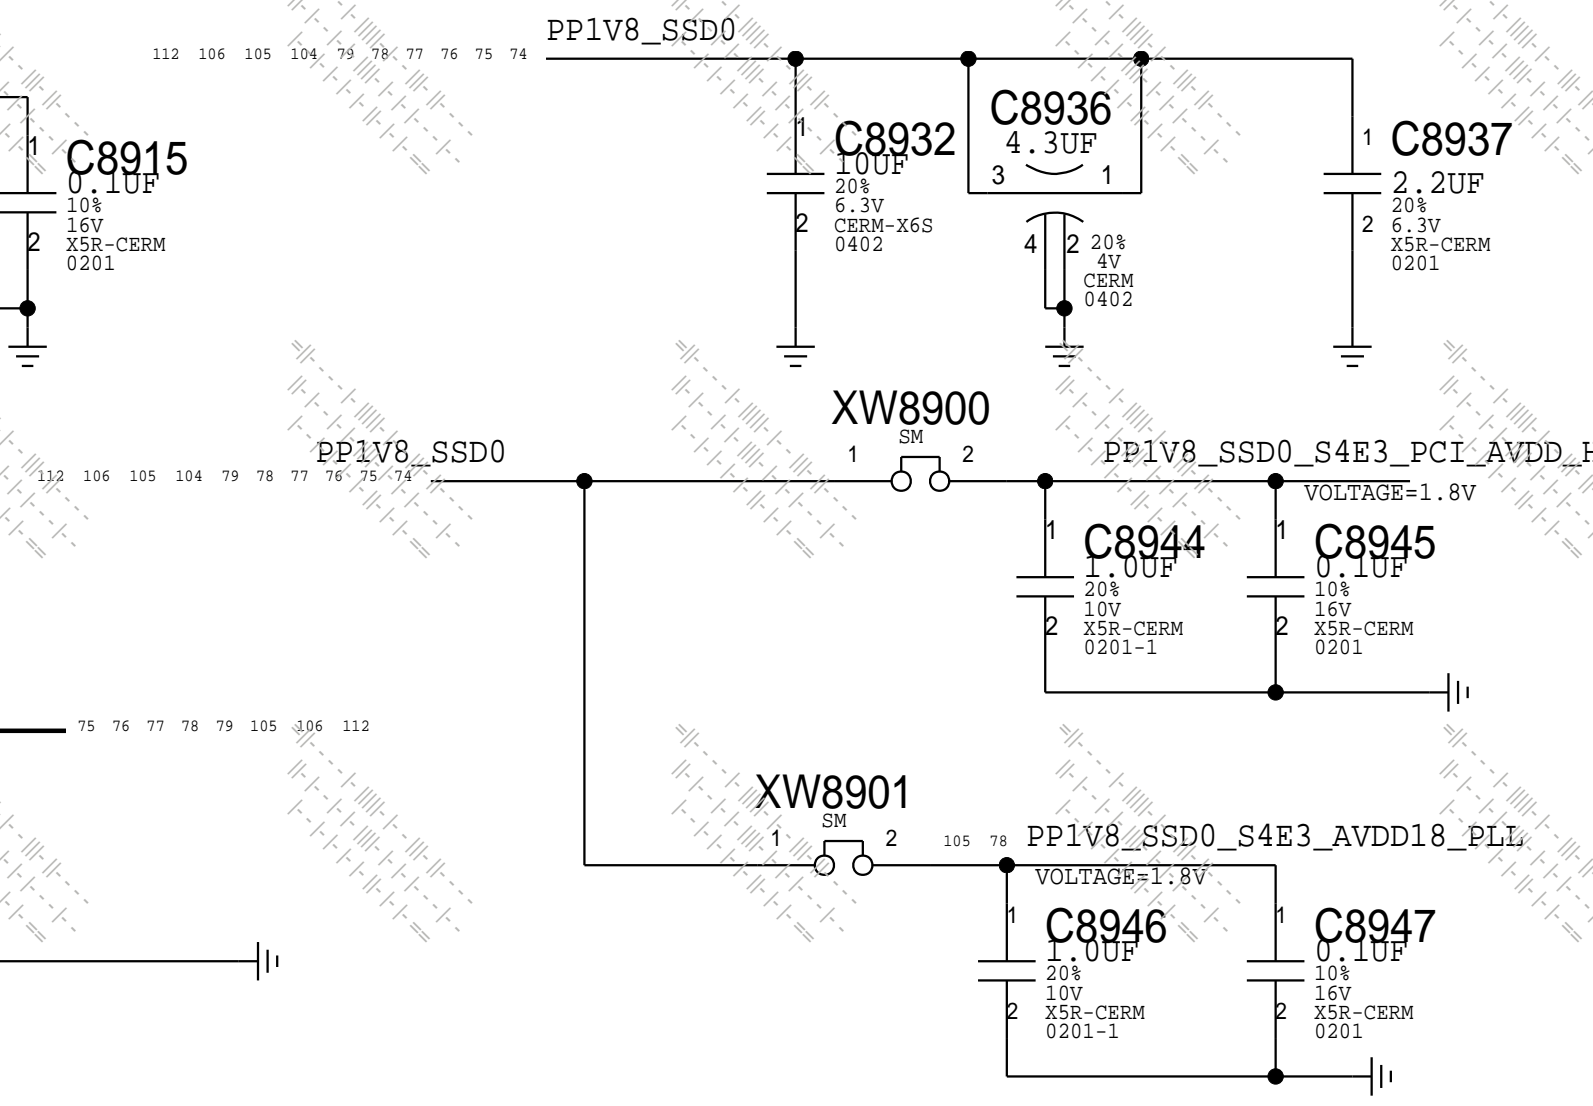 PP1V8_SSD0
112 106 105 104 79 78 77 76 75 74
1
C8915
0.1UF
10%
16V
2
X5R-CERM
0201
1
C8932
10UF
20%
6.3V
2
CERM-X6S
0402
C8936
4.3UF
3 1
4 2
20%
4V
CERM
0402
1
C8937
2.2UF
20%
2
6.3V
X5R-CERM
0201
PP1V8_SSD0
112 106 105 104 79 78 77 76 75 74
XW8900
SM
1 2
PP1V8_SSD0_S4E3_PCI_AVDD_H
VOLTAGE=1.8V
1
C8944
1.0UF
20%
10V
2
X5R-CERM
0201-1
1
C8945
0.1UF
10%
16V
2
X5R-CERM
0201
75 76 77 78 79 105 106 112
XW8901
SM
1 2
105 78
PP1V8_SSD0_S4E3_AVDD18_PLL
VOLTAGE=1.8V
1
C8946
1.0UF
20%
10V
2
X5R-CERM
0201-1
1
C8947
0.1UF
10%
16V
2
X5R-CERM
0201